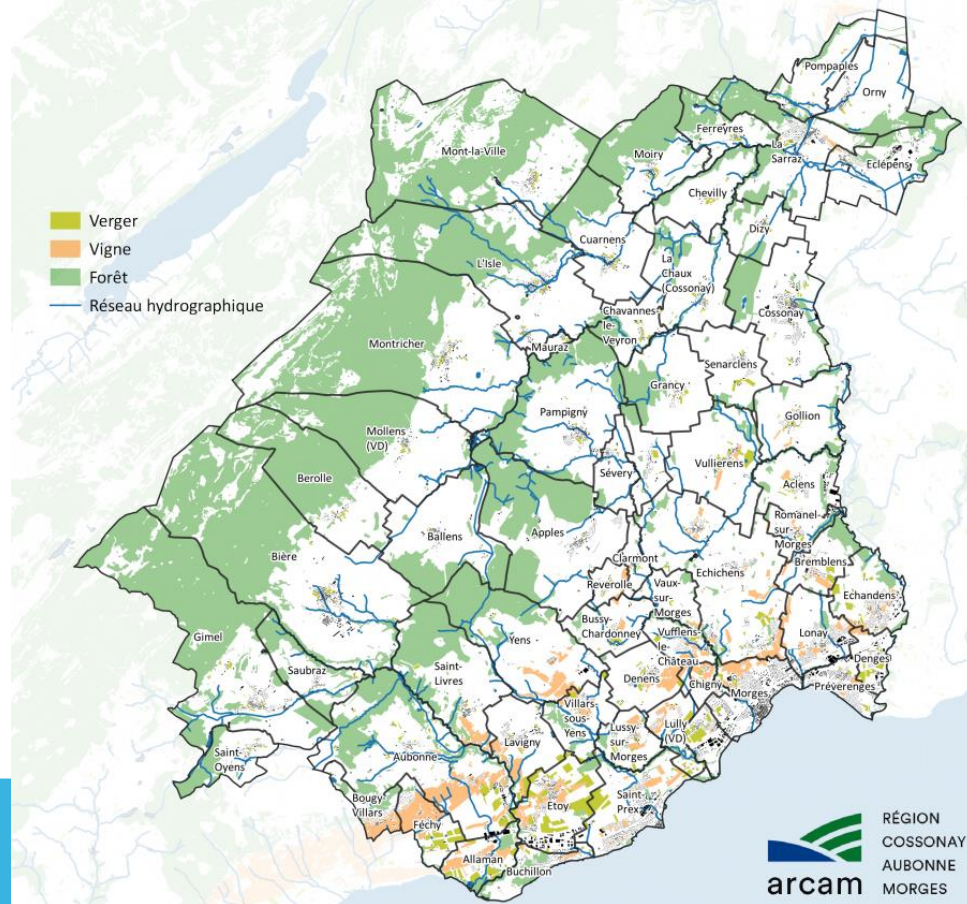 Pompaples
Orny
Ferreyres
La
Sarraz
Eclépens
Mont-la-Ville
Moiry
Chevilly
Verger
Vigne
Forêt
Réseau hydrographique
Dizy
Cuarnens
L'Isle
La
Chaux
(Cossonay)
Cossonay
Chavannes
-le-
Veyron
Mauraz
Montricher
Senarclens
Grancy
Pampigny
Gollion
Mollens
(VD)
Vullierens
Sévery
Berolle
Aclens
Ballens
Apples
Romanel-
sur-
Morges
Bière
Clarmont
Echichens
Bremblens
Reverolle
Vaux-
sur-
Morges
Echandens
Bussy-
Chardonney
Gimel
Yens
Vufflens-
le-
Château
Lonay
Saubraz
Saint-
Livres
Denens
Chigny
Morges
Denges
Préverenges
Villars-
sous-
Yens
Lussy-
sur-
Morges
Lully
(VD)
Lavigny
Saint-
Oyens
Aubonne
Bougy-
Villars
Etoy
Saint-
Prex
Féchy
Allaman
Buchillon
arcam
RÉGION
COSSONAY
AUBONNE
MORGES